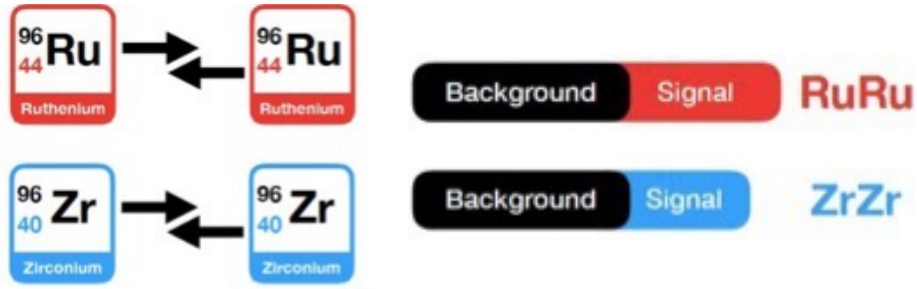 96 Ru
44
Ruthenium
96 Ru
44
Ruthenium
Background Signal RuRu
96 Zr
40
Zirconium
96 Zr
40
Zirconium
Background Signal ZrZr